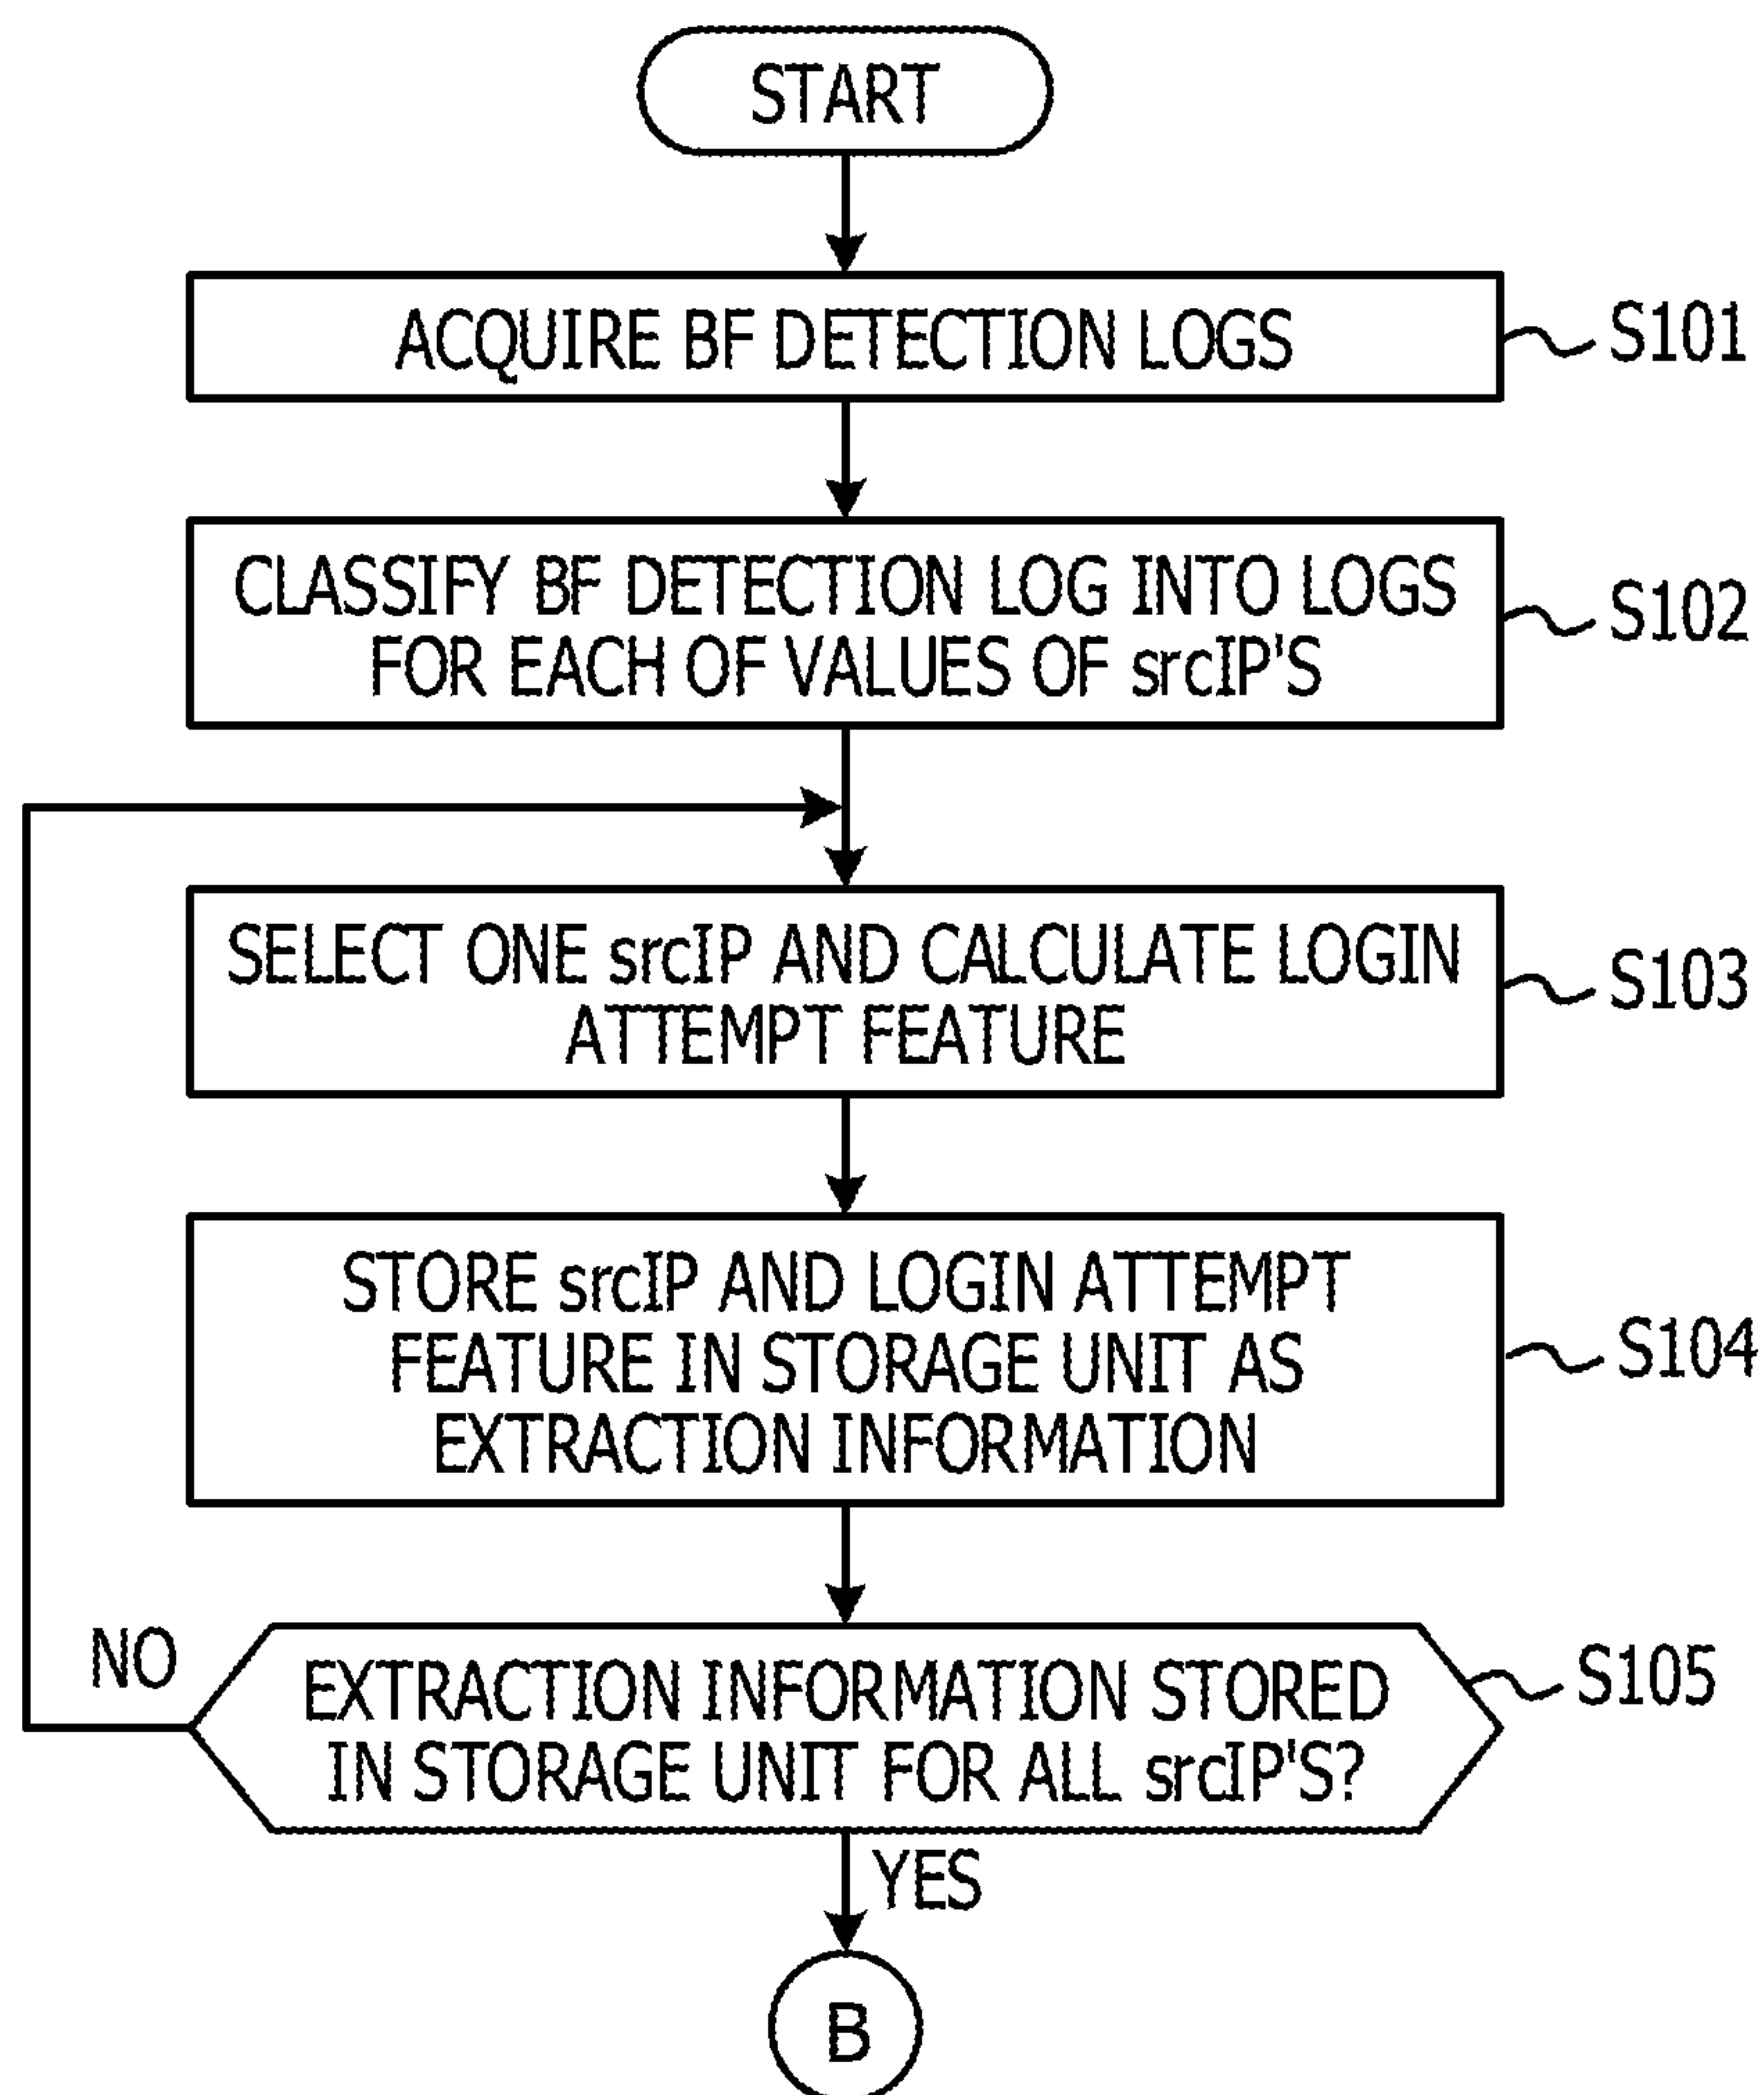 START
ACQUIRE BF DETECTION LOGS
S101
CLASSIFY BF DETECTION LOG INTO LOGS
FOR EACH OF VALUES OF srcIP'S
S102
SELECT ONE srcIP AND CALCULATE LOGIN
ATTEMPT FEATURE
S103
STORE srcIP AND LOGIN ATTEMPT
FEATURE IN STORAGE UNIT AS
EXTRACTION INFORMATION
S104
NO
EXTRACTION INFORMATION STORED
IN STORAGE UNIT FOR ALL srcIP'S?
S105
YES
B